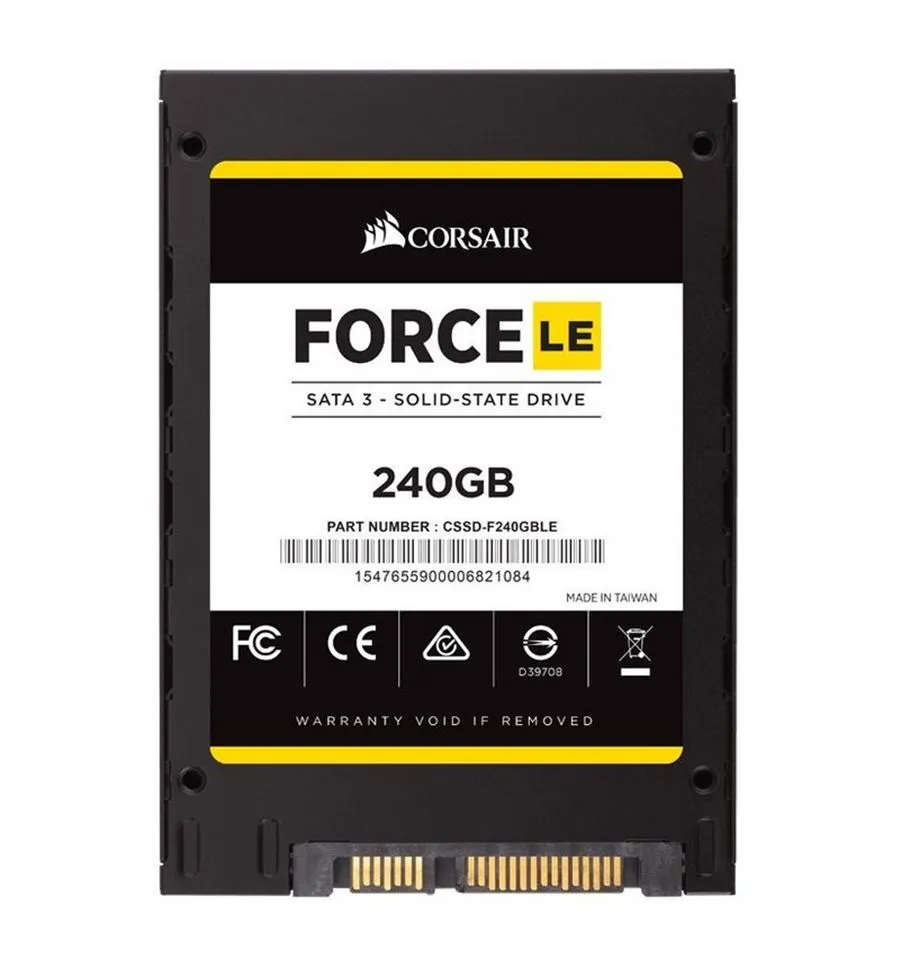 CORSAIR
FORCE LE
SATA 3 - SOLID-STATE DRIVE
240GB
PART NUMBER : CSSD-F240GBLE
1547655900006821084
MADE IN TAIWAN
FC CE
D39708
WARRANTY VOID IF REMOVED